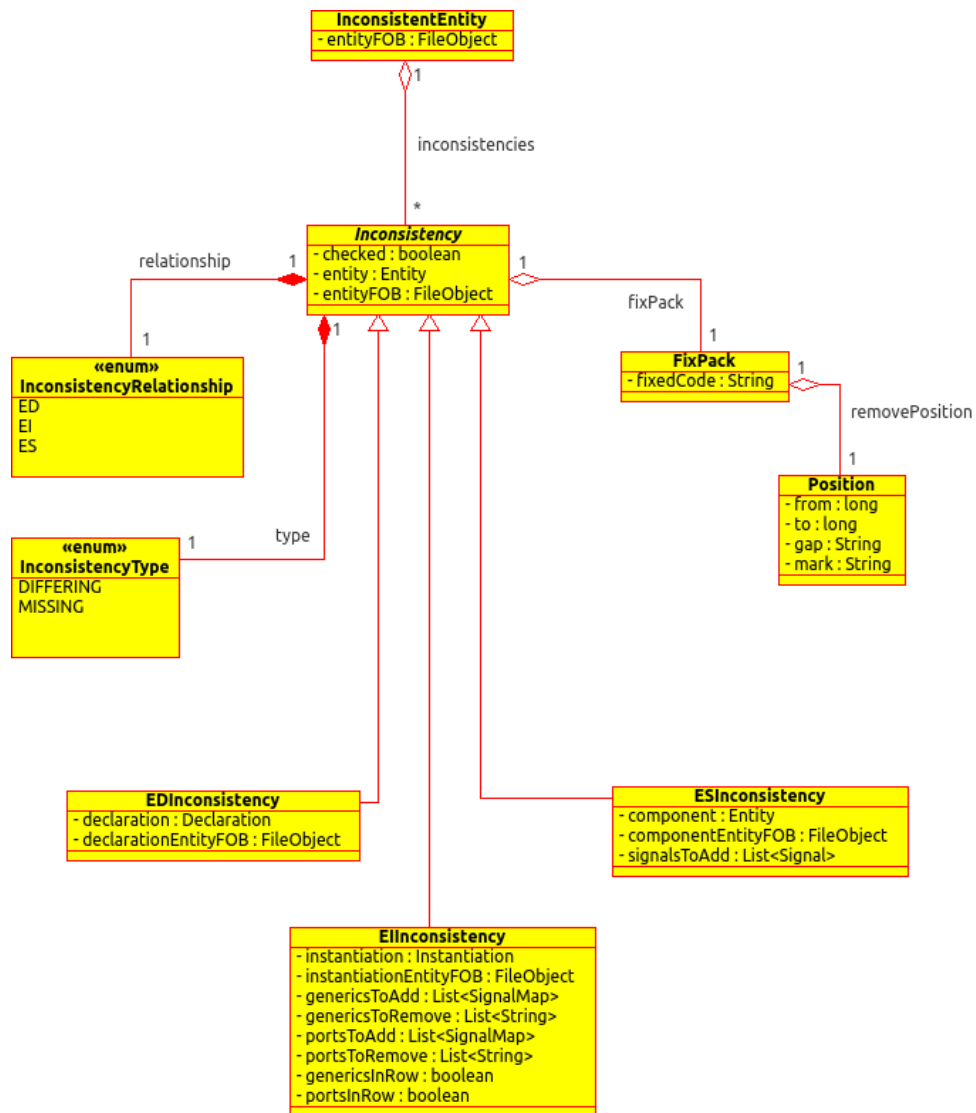 InconsistentEntity
- entityFOB : FileObject
1
inconsistencies
*
Inconsistency
- checked : boolean
- entity : Entity
- entityFOB : FileObject
relationship
1
1
1
1
fixPack
1
«enum»
InconsistencyRelationship
ED
EI
ES
FixPack
- fixedCode : String
1
removePosition
1
Position
- from : long
- to : long
- gap : String
- mark : String
type
1
«enum»
InconsistencyType
DIFFERING
MISSING
EDInconsistency
- declaration : Declaration
- declarationEntityFOB : FileObject
ESInconsistency
- component : Entity
- componentEntityFOB : FileObject
- signalsToAdd : List<Signal>
EIInconsistency
- instantiation : Instantiation
- instantiationEntityFOB : FileObject
- genericsToAdd : List<SignalMap>
- genericsToRemove : List<String>
- portsToAdd : List<SignalMap>
- portsToRemove : List<String>
- genericsInRow : boolean
- portsInRow : boolean